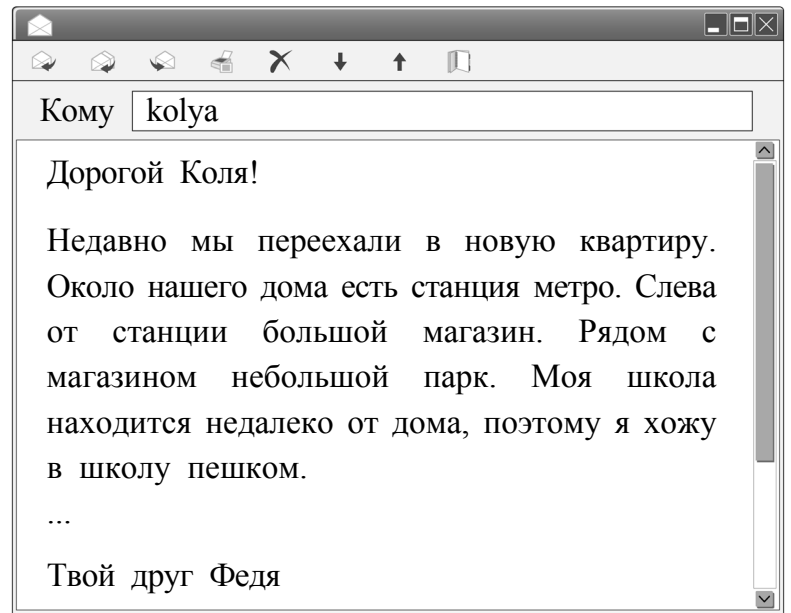 Кому kolya
Дорогой Коля!
Недавно мы переехали в новую квартиру.
Около нашего дома есть станция метро. Слева
от станции большой магазин. Рядом с
магазином небольшой парк. Моя школа
находится недалеко от дома, поэтому я хожу
в школу пешком.
...
Твой друг Федя